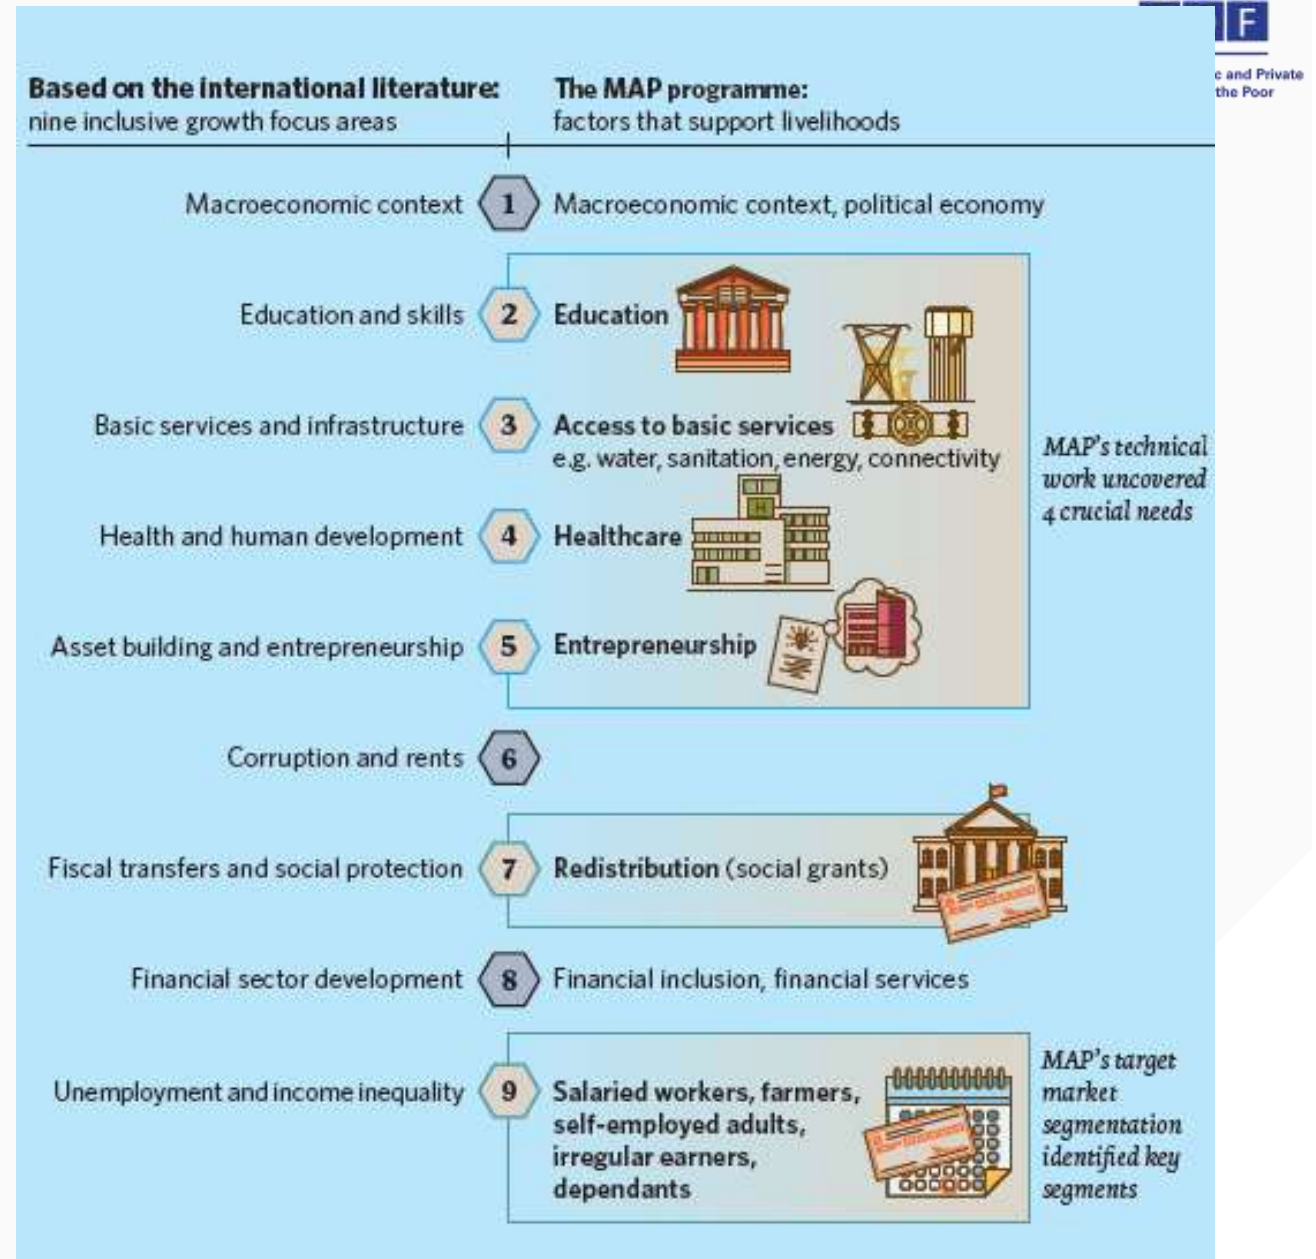 F
c and Private
the Poor
Based on the international literature:
nine inclusive growth focus areas
The MAP programme:
factors that support livelihoods
Macroeconomic context 1 Macroeconomic context, political economy
Education and skills 2 Education
Basic services and infrastructure 3 Access to basic services
e.g. water, sanitation, energy, connectivity
Health and human development 4 Healthcare
H
Asset building and entrepreneurship 5 Entrepreneurship
MAP's technical
work uncovered
4 crucial needs
Corruption and rents 6
Fiscal transfers and social protection 7 Redistribution (social grants)
Financial sector development 8 Financial inclusion, financial services
Unemployment and income inequality 9 Salaried workers, farmers,
self-employed adults,
irregular earners,
dependants
MAP's target
market
segmentation
identified key
segments